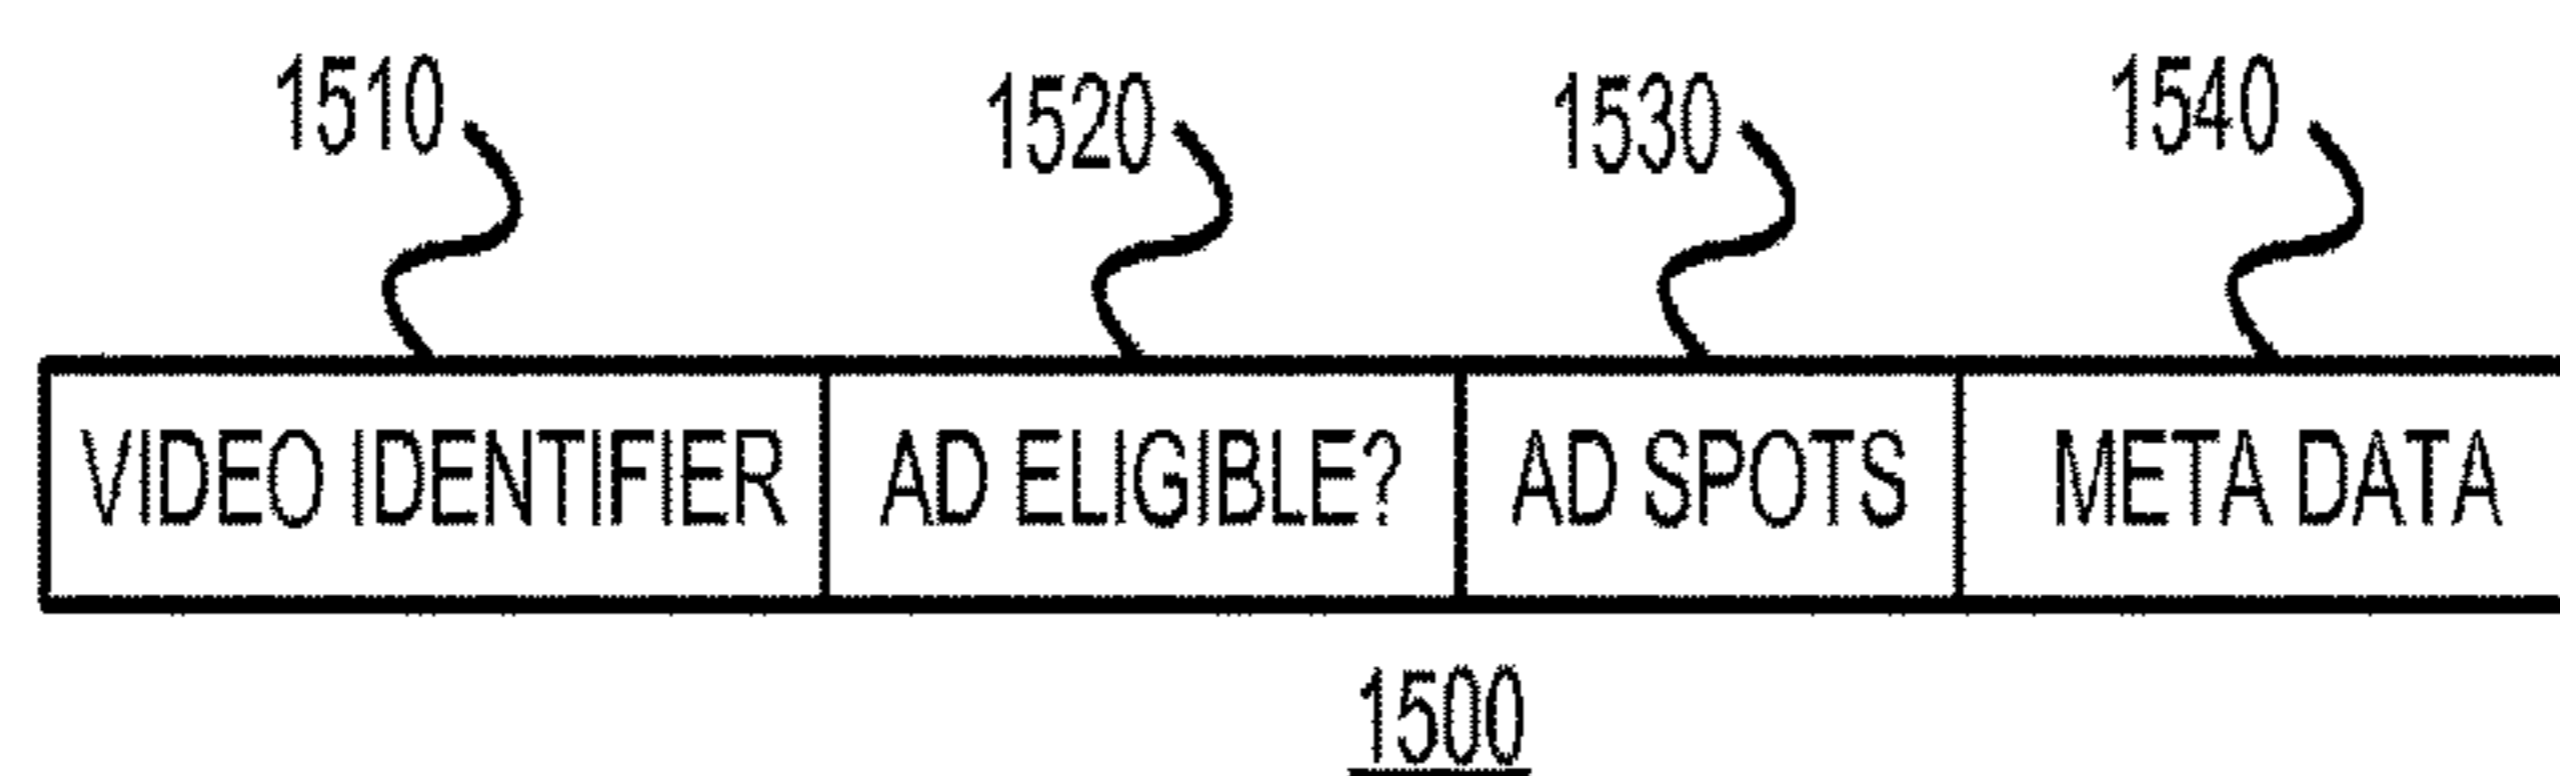 1510 1520 1530 1540
VIDEO IDENTIFIER AD ELIGIBLE? AD SPOTS META DATA
1500